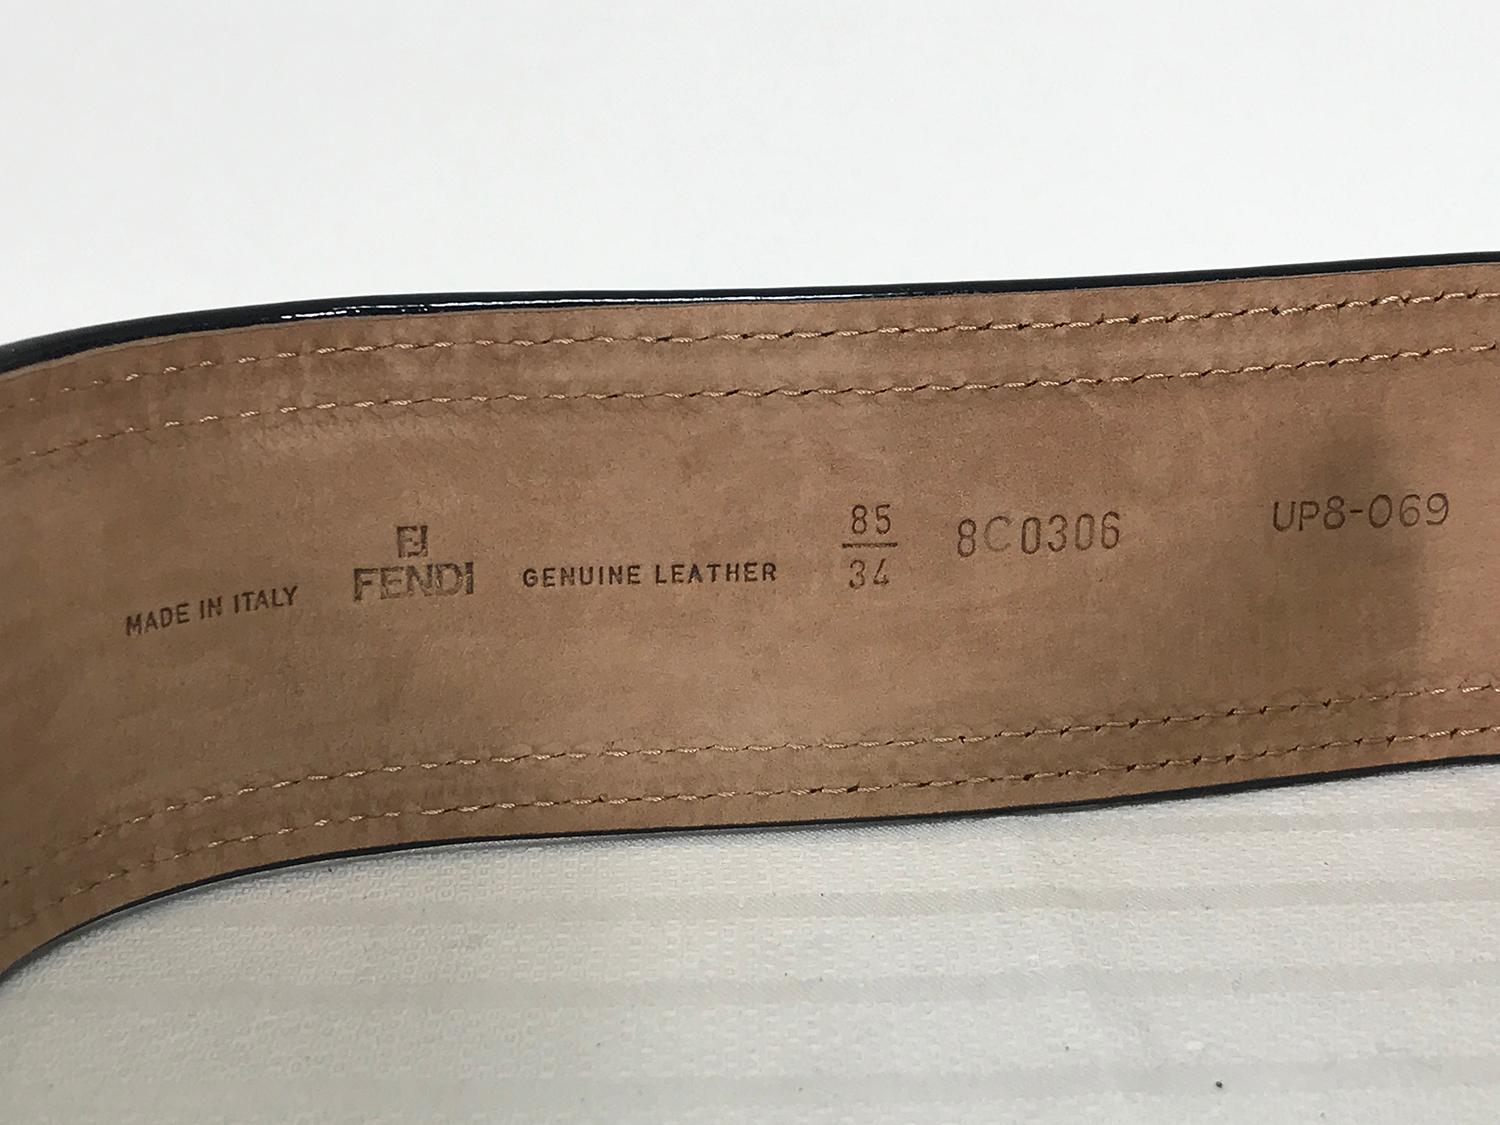 MADE IN ITALY
FF
FENDI
GENUINE LEATHER
85
34
8C0306
UP8-069